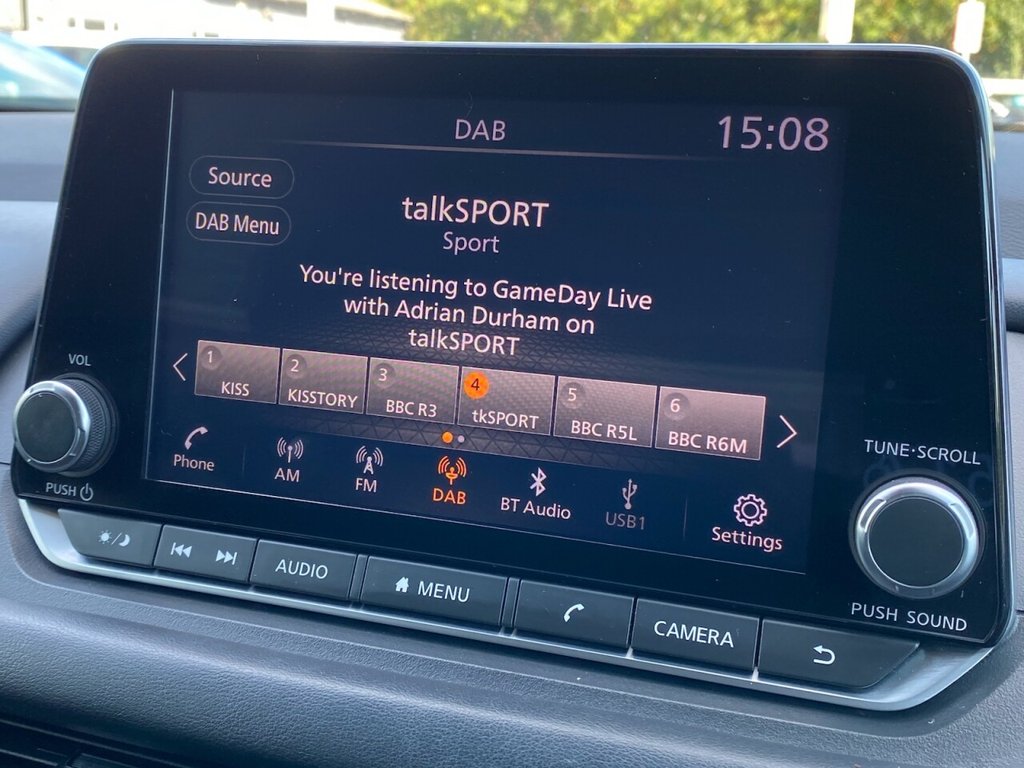 DAB
15:08
Source
DAB Menu
talkSPORT
Sport
You're listening to GameDay Live
with Adrian Durham on
talkSPORT
1
KISS
2
KISSTORY
3
BBC R3
4
tkSPORT
5
BBC R5L
6
BBC R6M
Phone
AM
FM
DAB
BT Audio
USB1
Settings
VOL
PUSH
TUNE·SCROLL
PUSH SOUND
AUDIO
MENU
CAMERA